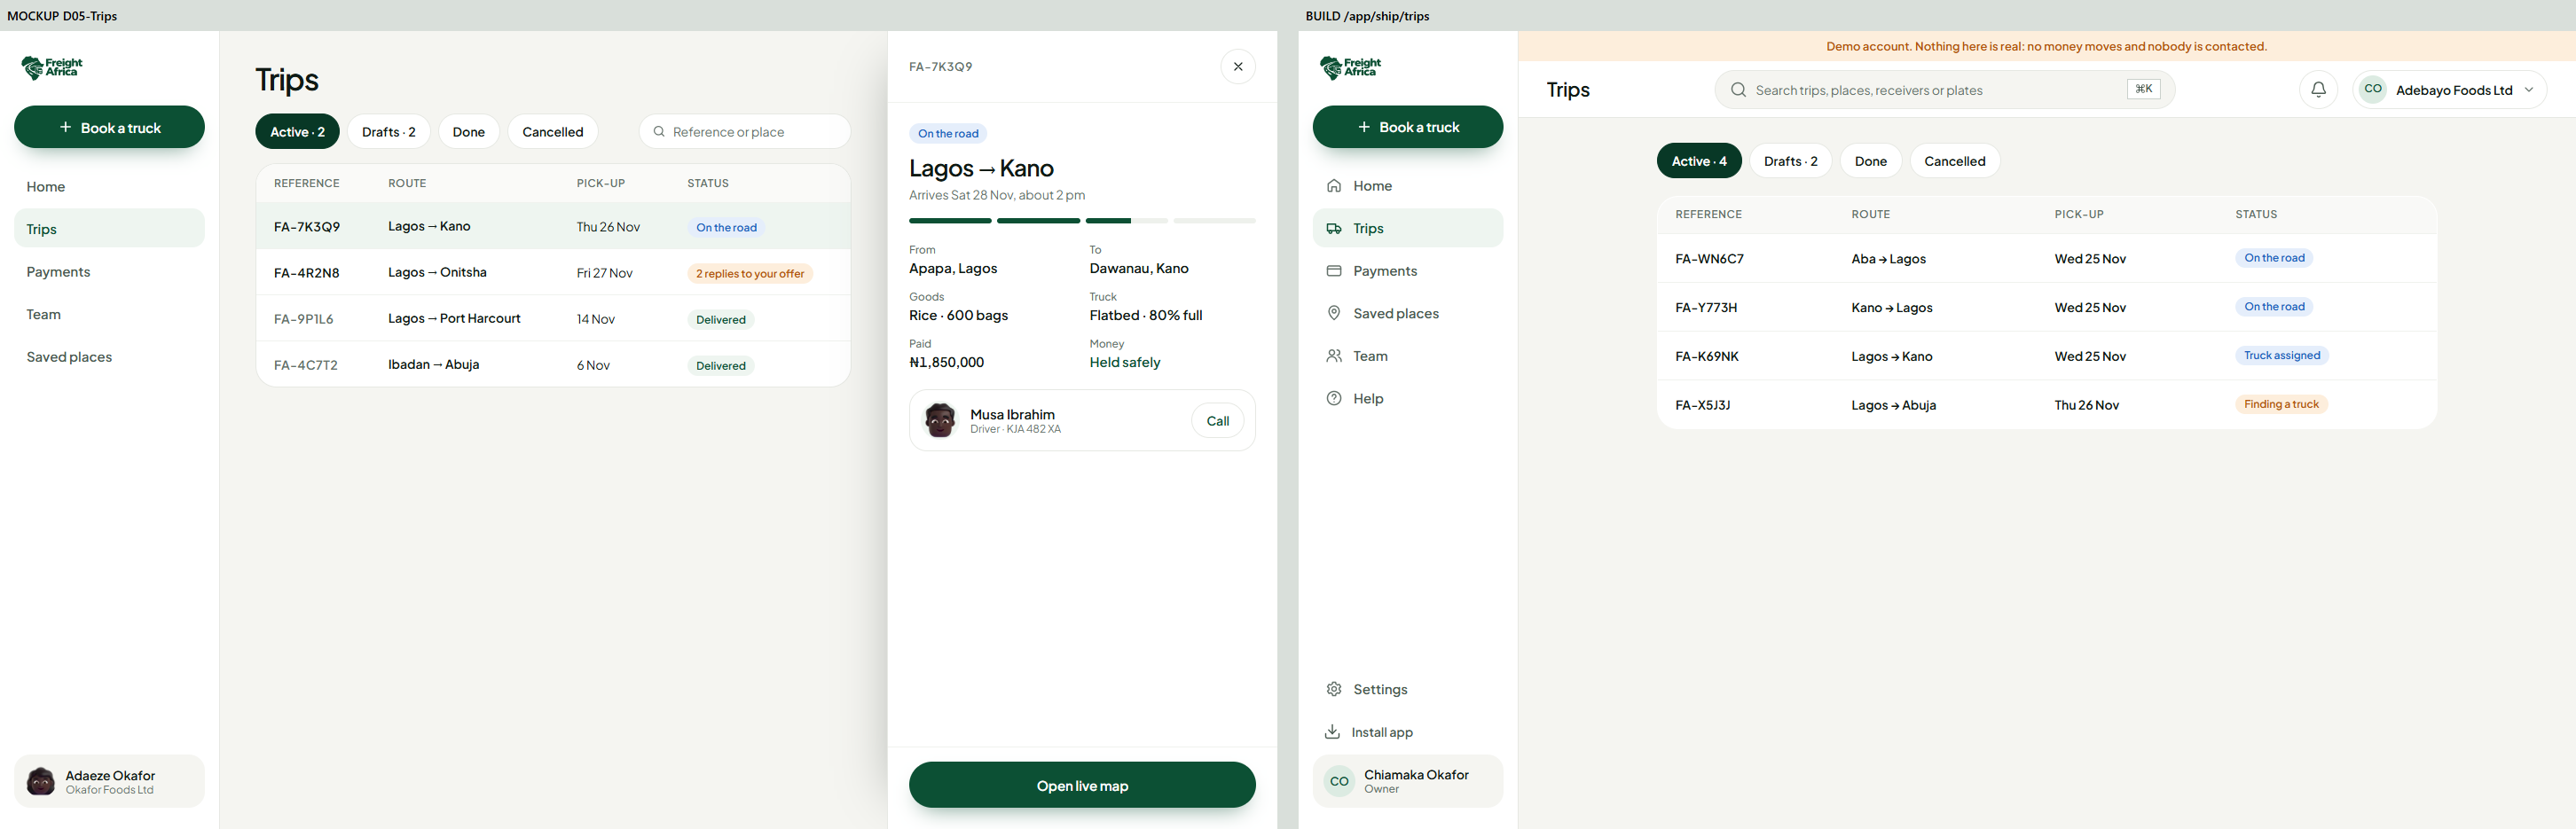 MOCKUP D05-Trips
Freight
Africa
+ Book a truck
Home
Trips
Payments
Team
Saved places
Adaeze Okafor
Okafor Foods Ltd
Trips
Active · 2
Drafts · 2
Done
Cancelled
Reference or place
REFERENCE ROUTE PICK-UP STATUS
FA-7K3Q9 Lagos → Kano Thu 26 Nov On the road
FA-4R2N8 Lagos → Onitsha Fri 27 Nov 2 replies to your offer
FA-9P1L6 Lagos → Port Harcourt 14 Nov Delivered
FA-4C7T2 Ibadan → Abuja 6 Nov Delivered
FA-7K3Q9
On the road
Lagos → Kano
Arrives Sat 28 Nov, about 2 pm
From To
Apapa, Lagos Dawanau, Kano
Goods Truck
Rice · 600 bags Flatbed · 80% full
Paid Money
₦1,850,000 Held safely
Musa Ibrahim
Driver · KJA 482 XA
Call
Open live map
BUILD /app/ship/trips
Freight
Africa
+ Book a truck
Home
Trips
Payments
Saved places
Team
Help
Settings
Install app
CO
Chiamaka Okafor
Owner
Demo account. Nothing here is real: no money moves and nobody is contacted.
Trips
Search trips, places, receivers or plates
⌘K
CO
Adebayo Foods Ltd
Active · 4
Drafts · 2
Done
Cancelled
REFERENCE ROUTE PICK-UP STATUS
FA-WN6C7 Aba → Lagos Wed 25 Nov On the road
FA-Y773H Kano → Lagos Wed 25 Nov On the road
FA-K69NK Lagos → Kano Wed 25 Nov Truck assigned
FA-X5J3J Lagos → Abuja Thu 26 Nov Finding a truck